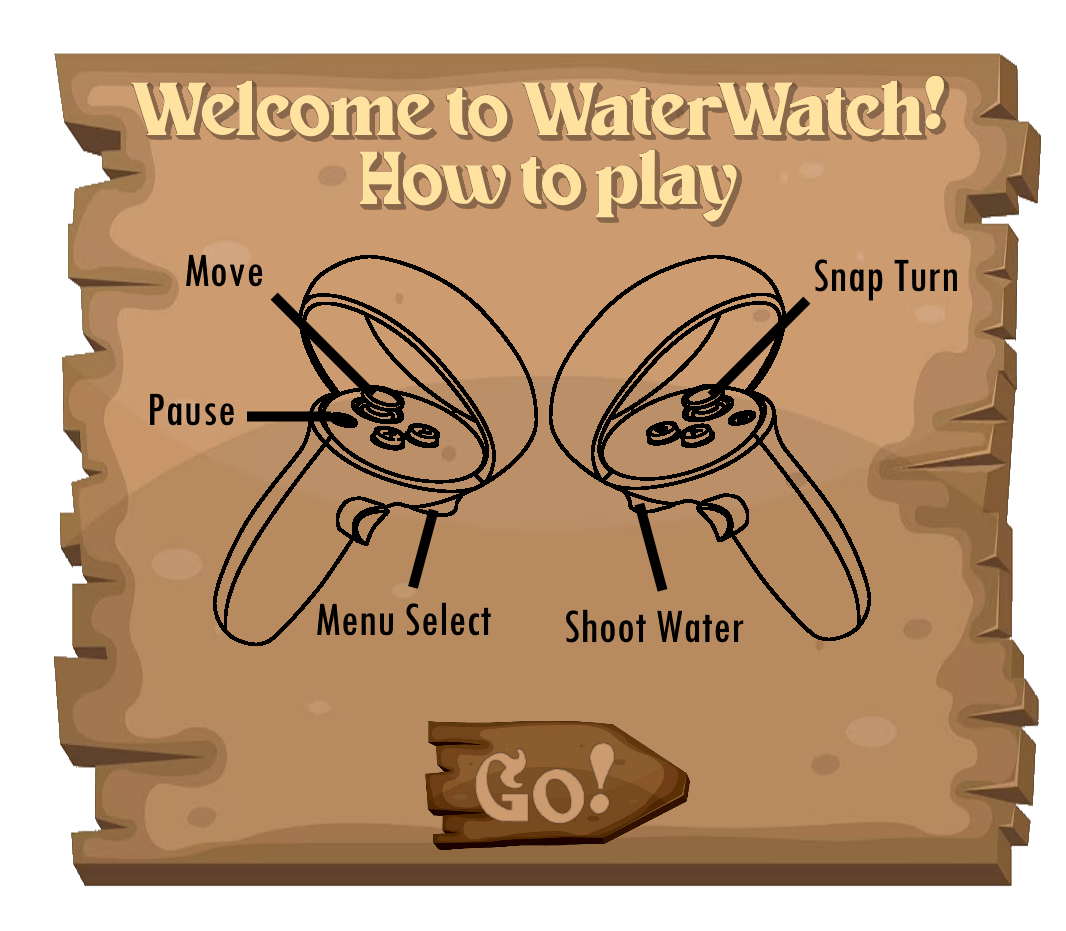 Welcome to WaterWatch!
How to play
Move
Snap Turn
Pause
Menu Select
Shoot Water
Go!